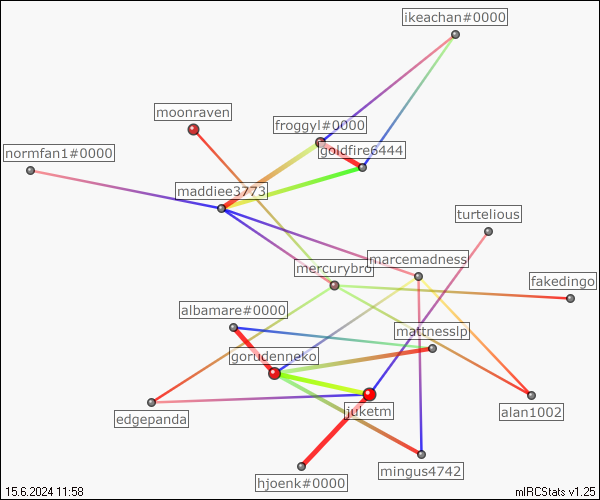 ikeachan#0000
moonraven
froggyl#0000
goldfire6444
normfan1#0000
maddiee3773
turtelious
marcemadness
mercurybro
fakedingo
albamare#0000
mattnesslp
gorudenneko
edgepanda
juketm
alan1002
mingus4742
hjoenk#0000
15.6.2024 11:58
mIRCStats v1.25